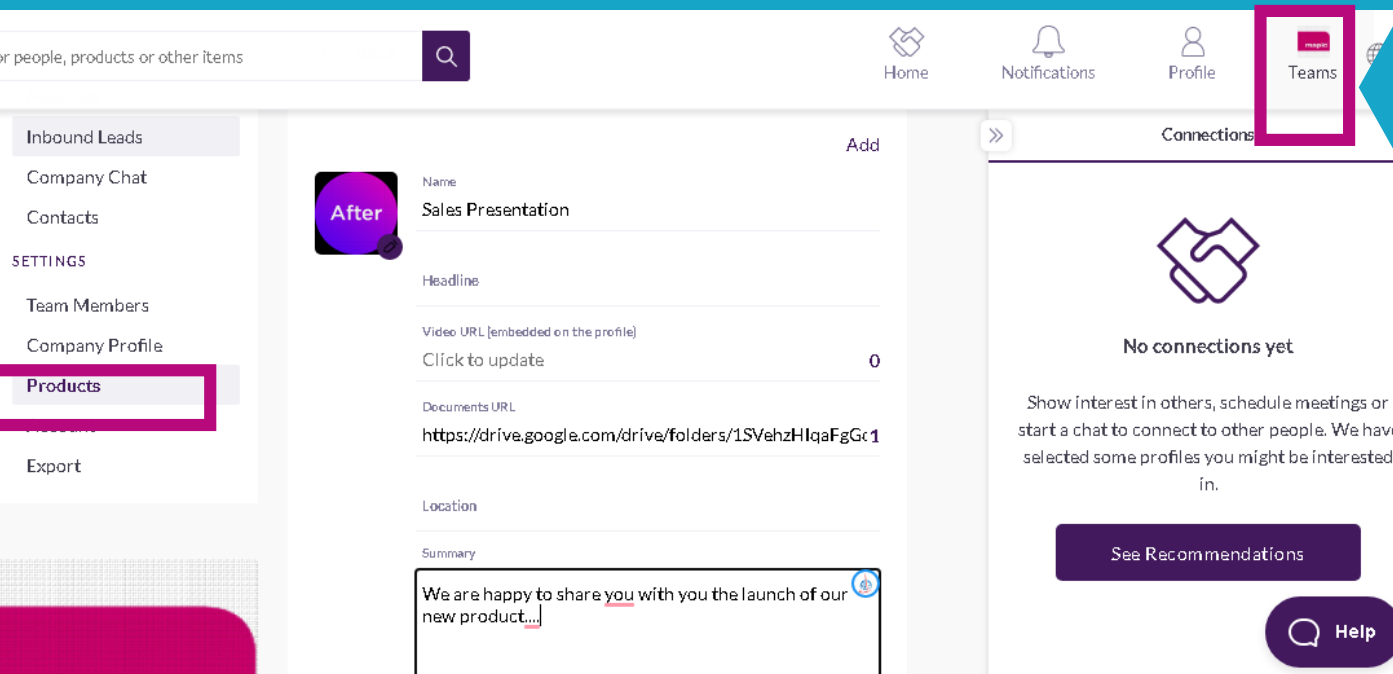 or people, products or other items
Home
Notifications
Profile
mapic
Teams
Inbound Leads
Company Chat
Contacts
SETTINGS
Team Members
Company Profile
Products
Export
Add
After
Name
Sales Presentation
Headline
Video URL (embedded on the profile)
Click to update
0
Documents URL
https://drive.google.com/drive/folders/1SVehzHIqaFgG
1
Location
Summary
We are happy to share you with you the launch of our
new product....
Connections
No connections yet
Show interest in others, schedule meetings or
start a chat to connect to other people. We have
selected some profiles you might be interested
in.
See Recommendations
Help